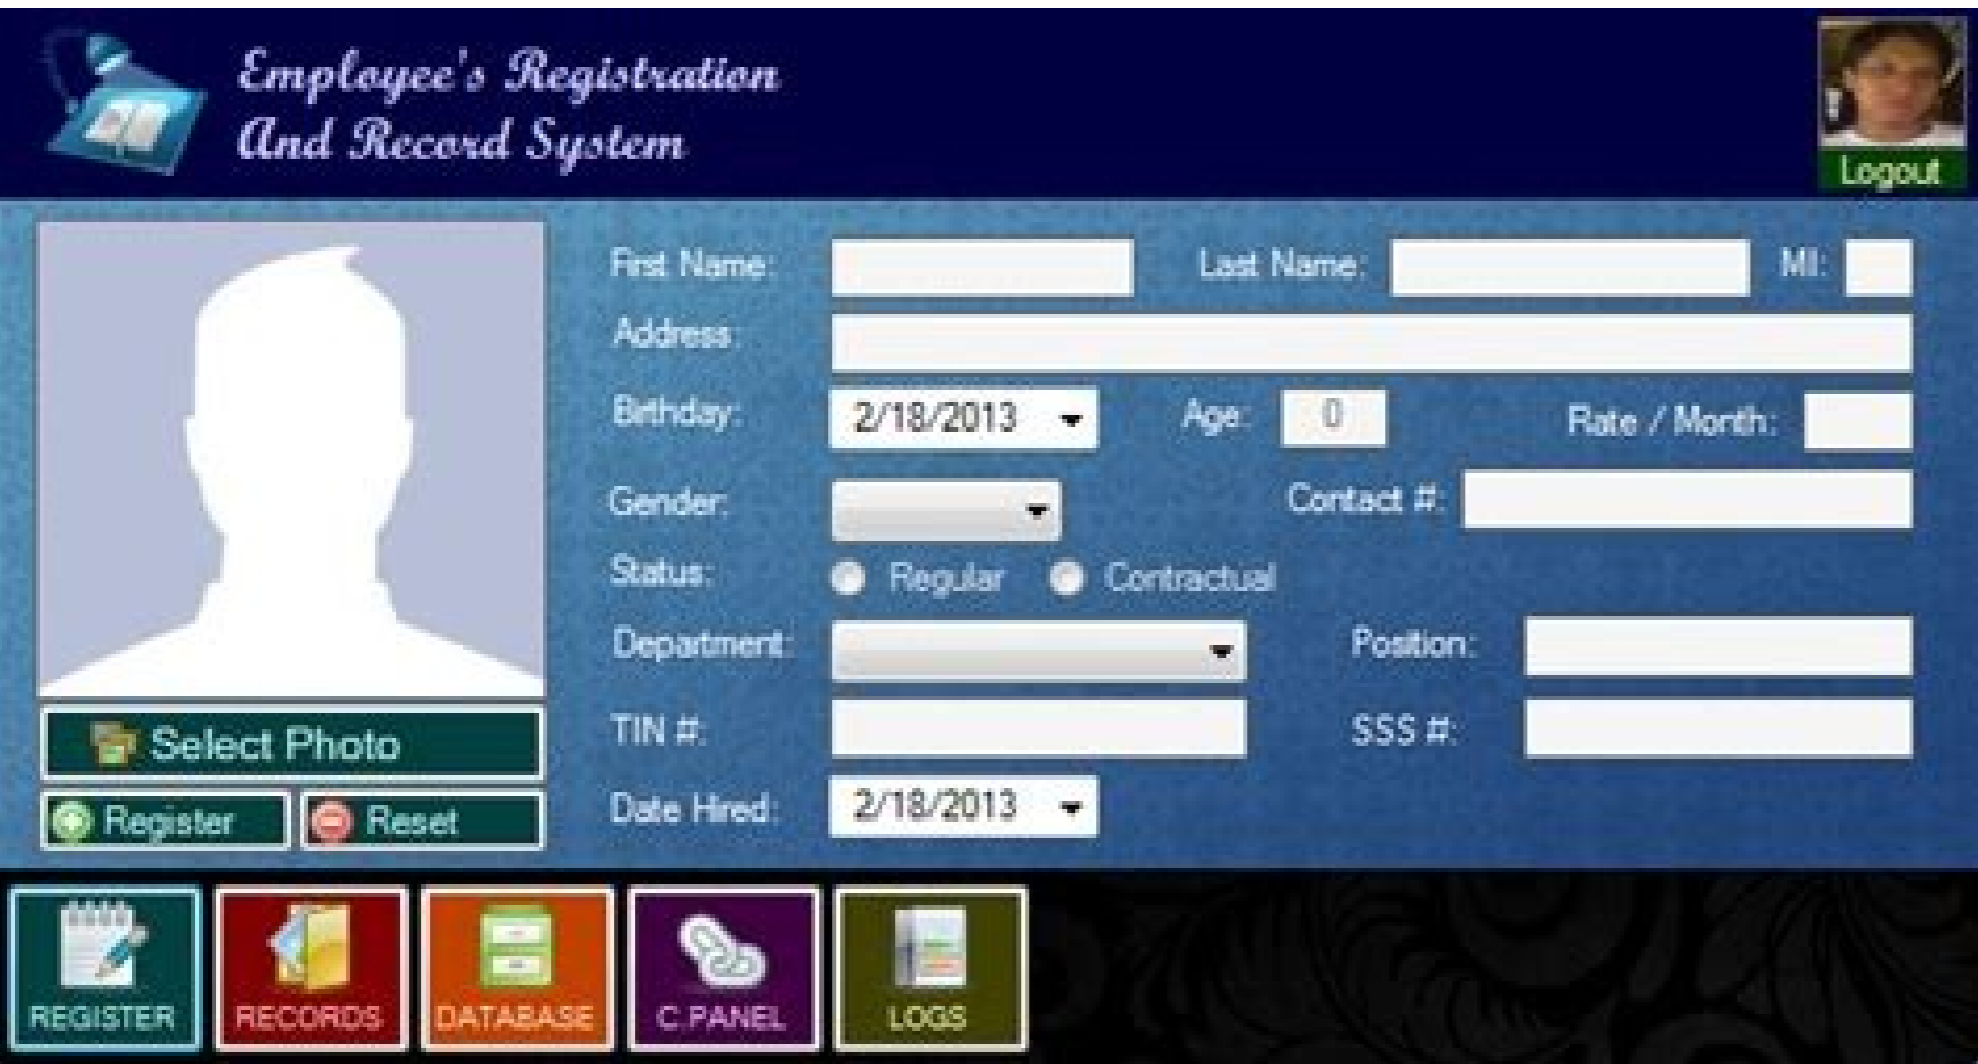 Employee's Registration
And Record System
Logout
First Name: Last Name: MI:
Address:
Birthday: 2/18/2013 Age: 0 Rate / Month:
Gender: Contact #:
Status: Regular Contractual
Department: Position:
TIN #: SSS #:
Date Hired: 2/18/2013
Select Photo
Register Reset
REGISTER RECORDS DATABASE C.PANEL LOGS